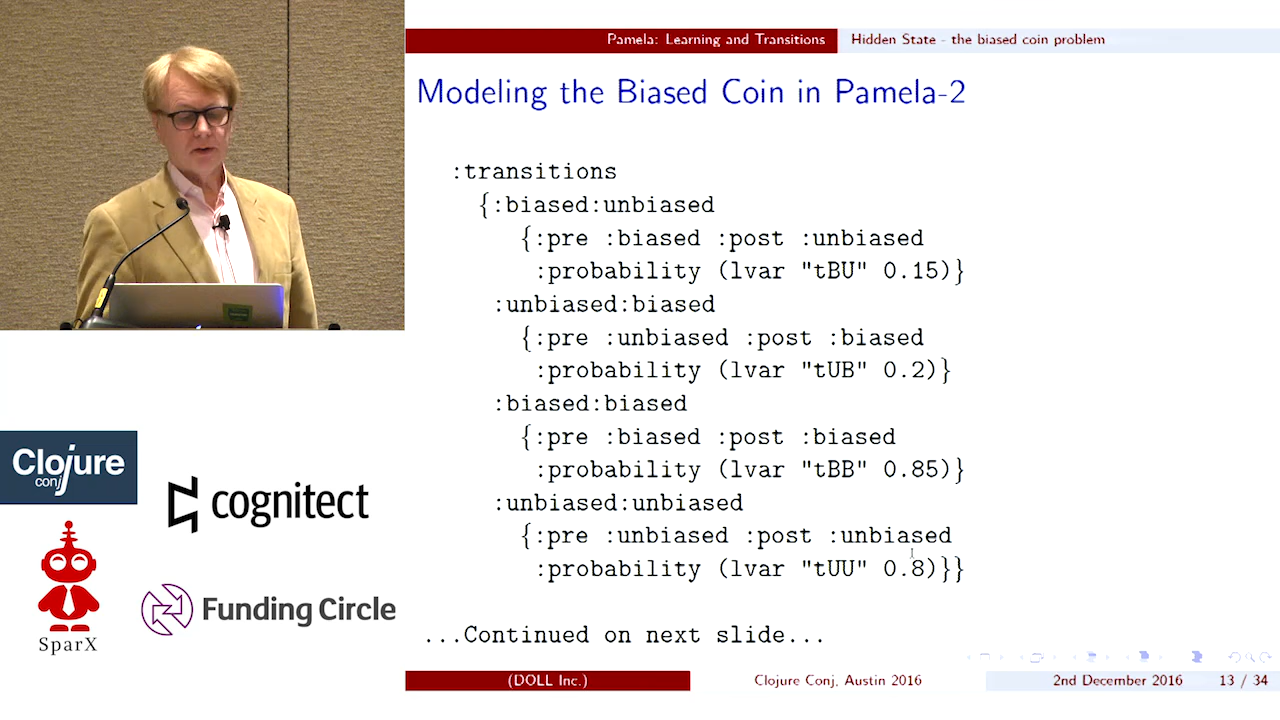 Pamela: Learning and Transitions
Hidden State - the biased coin problem
Modeling the Biased Coin in Pamela-2
:transitions
{:biased:unbiased
{:pre :biased :post :unbiased
:probability (lvar "tBU" 0.15)}
:unbiased:biased
{:pre :unbiased :post :biased
:probability (lvar "tUB" 0.2)}
:biased:biased
{:pre :biased :post :biased
:probability (lvar "tBB" 0.85)}
:unbiased:unbiased
{:pre :unbiased :post :unbiased
:probability (lvar "tUU" 0.8)}}
...Continued on next slide...
(DOLL Inc.)
Clojure Conj, Austin 2016
2nd December 2016
13 / 34
Clojure
conj
cognitect
SparX
Funding Circle